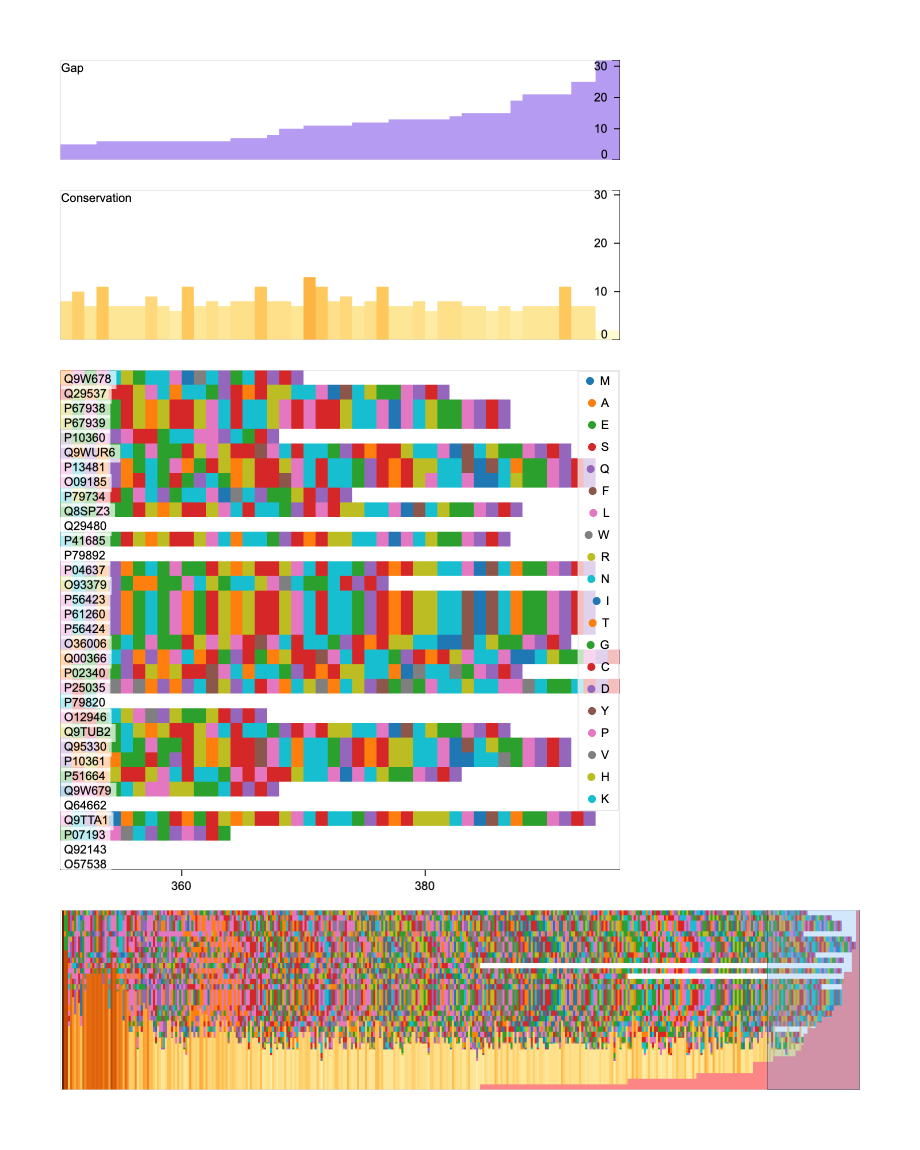 Gap
30
20
10
0
Conservation
30
20
10
0
Q9W678
Q29537
P67938
P67939
P10360
Q9WUR6
P13481
O09185
P79734
Q8SPZ3
Q29480
P41685
P79892
P04637
O93379
P56423
P61260
P56424
O36006
Q00366
P02340
P25035
P79820
O12946
Q9TUB2
Q95330
P10361
P51664
Q9W679
Q64662
Q9TTA1
P07193
Q92143
O57538
M
A
E
S
Q
F
L
W
R
N
I
T
G
C
D
Y
P
V
H
K
360
380